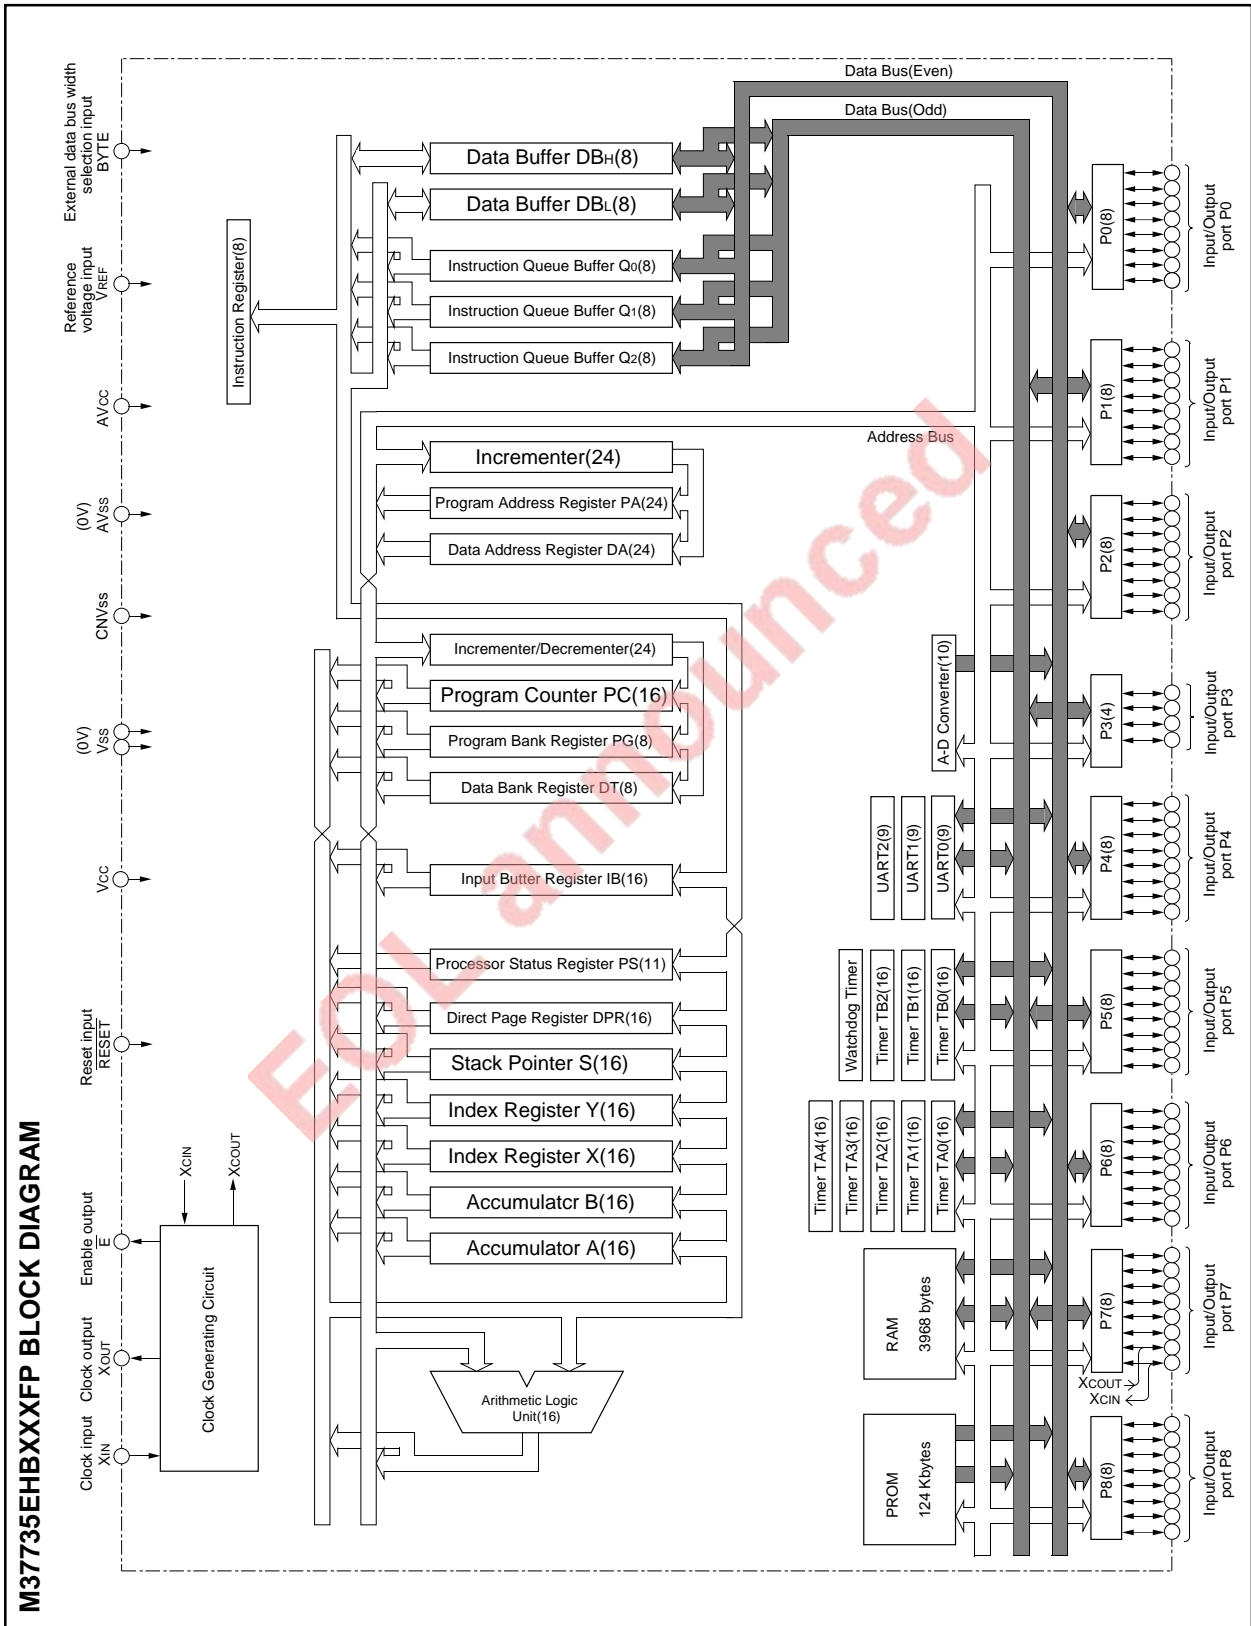 M37735EHBXXXFP BLOCK DIAGRAM
Clock input
XIN
Clock output
XOUT
Enable output
E
Reset input
RESET
VCC
(0V)
VSS
CNVSS
(0V)
AVSS
AVCC
Reference
voltage input
VREF
External data bus width
selection input
BYTE
Clock Generating Circuit
XCIN
XCOUT
Instruction Register(8)
Data Bus(Even)
Data Bus(Odd)
Data Buffer DBH(8)
Data Buffer DBL(8)
Instruction Queue Buffer Q0(8)
Instruction Queue Buffer Q1(8)
Instruction Queue Buffer Q2(8)
Address Bus
Incrementer(24)
Program Address Register PA(24)
Data Address Register DA(24)
Incrementer/Decrementer(24)
Program Counter PC(16)
Program Bank Register PG(8)
Data Bank Register DT(8)
Input Butter Register IB(16)
Processor Status Register PS(11)
Direct Page Register DPR(16)
Stack Pointer S(16)
Index Register Y(16)
Index Register X(16)
Accumulatcr B(16)
Accumulator A(16)
Arithmetic Logic
Unit(16)
A-D Converter(10)
UART2(9)
UART1(9)
UART0(9)
Watchdog Timer
Timer TB2(16)
Timer TB1(16)
Timer TB0(16)
Timer TA4(16)
Timer TA3(16)
Timer TA2(16)
Timer TA1(16)
Timer TA0(16)
RAM
3968 bytes
PROM
124 Kbytes
P0(8)
Input/Output
port P0
P1(8)
Input/Output
port P1
P2(8)
Input/Output
port P2
P3(4)
Input/Output
port P3
P4(8)
Input/Output
port P4
P5(8)
Input/Output
port P5
P6(8)
Input/Output
port P6
P7(8)
Input/Output
port P7
XCOUT
XCIN
P8(8)
Input/Output
port P8
EOL announced